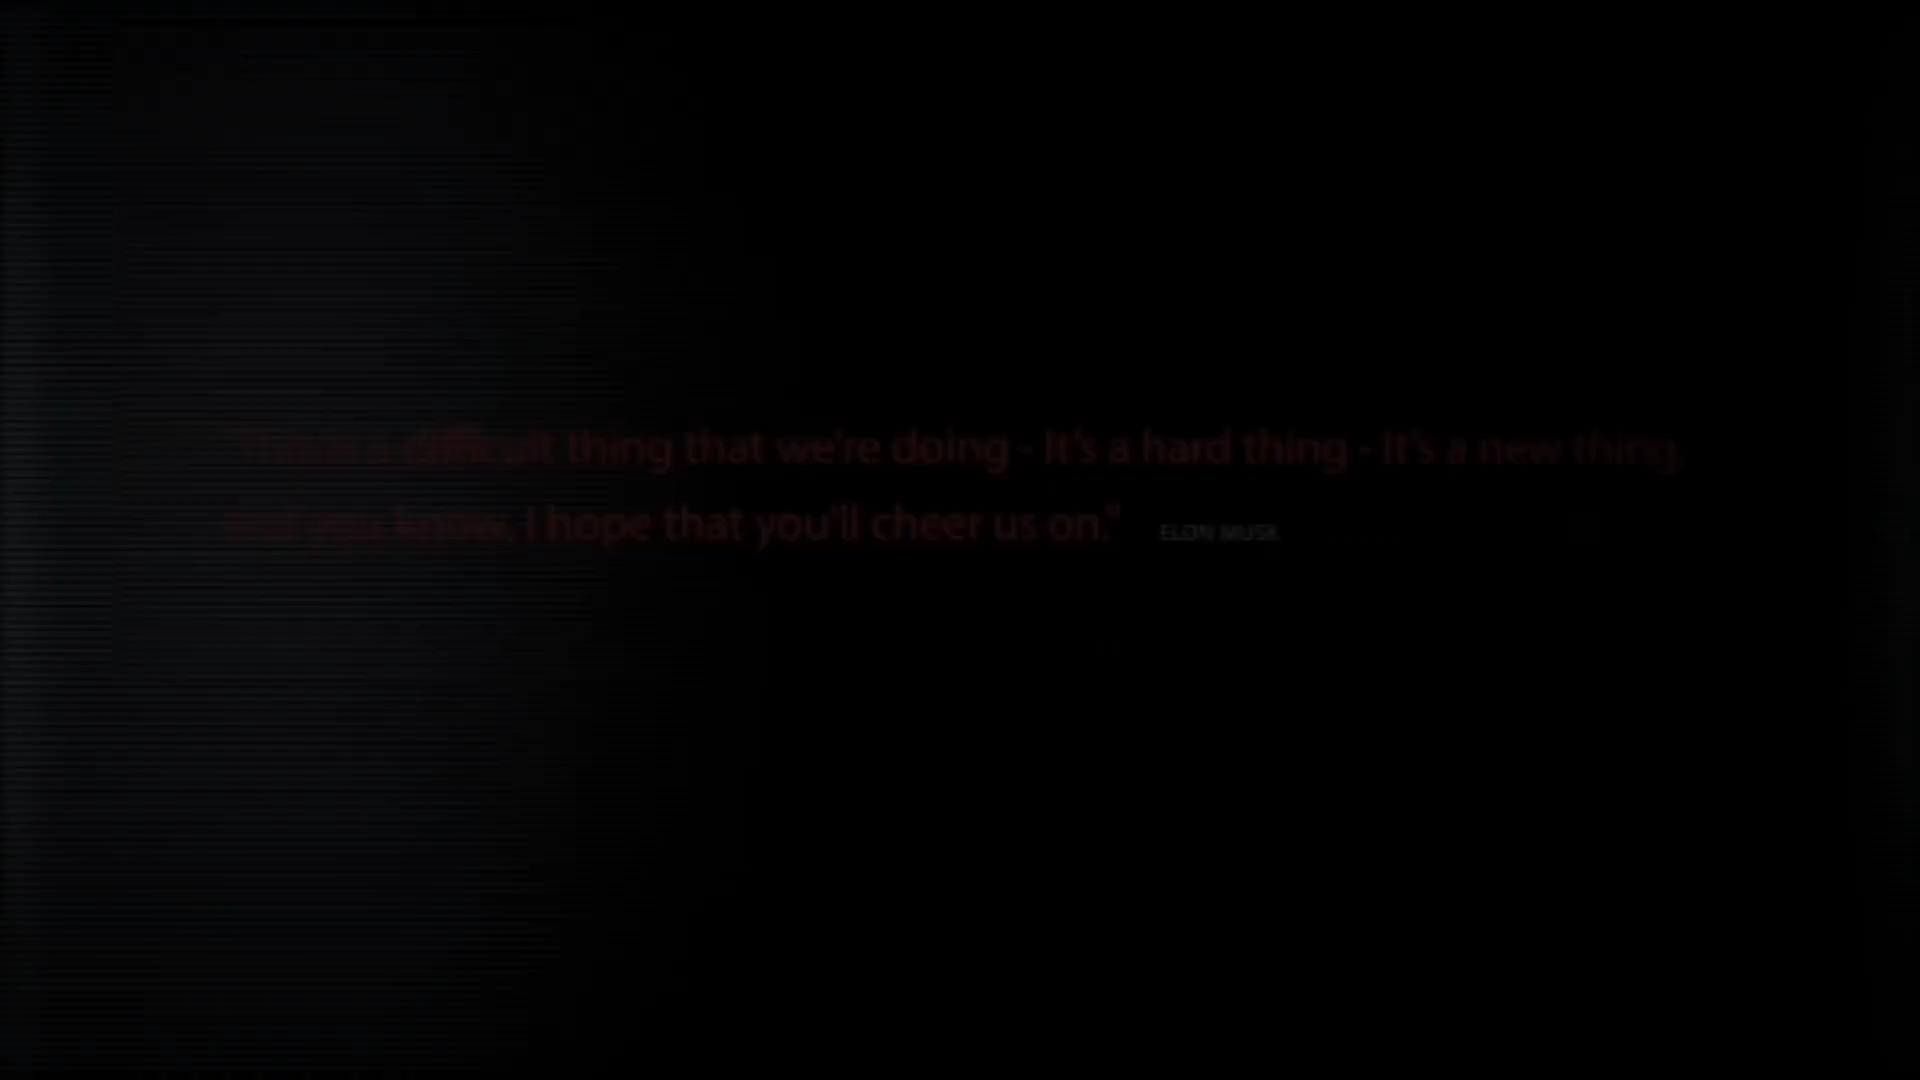 "This is a difficult thing that we're doing - It's a hard thing - It's a new thing,
and you know, I hope that you'll cheer us on." ELON MUSK